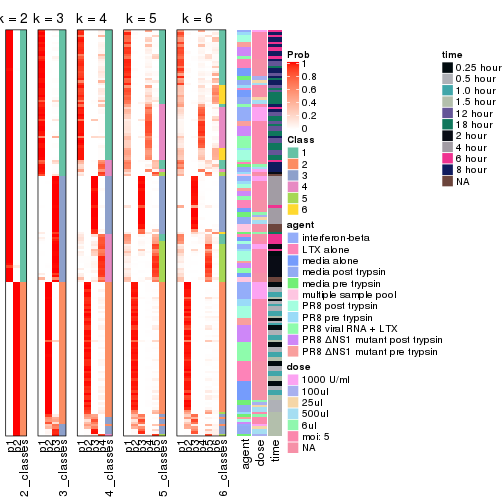 k = 2 k = 3 k = 4 k = 5 k = 6
Prob
1
0.8
0.6
0.4
0.2
0
Class
1
2
3
4
5
6
agent
interferon-beta
LTX alone
media alone
media post trypsin
media pre trypsin
multiple sample pool
PR8 post trypsin
PR8 pre trypsin
PR8 viral RNA + LTX
PR8 ΔNS1 mutant post trypsin
PR8 ΔNS1 mutant pre trypsin
dose
1000 U/ml
100ul
25ul
500ul
6ul
moi: 5
NA
time
0.25 hour
0.5 hour
1.0 hour
1.5 hour
12 hour
18 hour
2 hour
4 hour
6 hour
8 hour
NA
p1
p2
2_classes
p1
p2
p3
3_classes
p1
p2
p3
p4
4_classes
p1
p2
p3
p4
p5
5_classes
p1
p2
p3
p4
p5
p6
6_classes
agent
dose
time